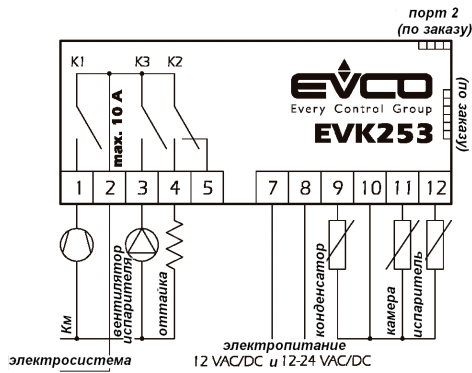 порт 2
(по заказу)
K1
K3
K2
max. 10 A
EVCO
Every Control Group
EVK253
(по заказу)
1 2 3 4 5 7 8 9 10 11 12
Км
вентилятор
испарителя
оттайка
конденсатор
камера
испаритель
электросистема
электропитание
12 VAC/DC и 12-24 VAC/DC